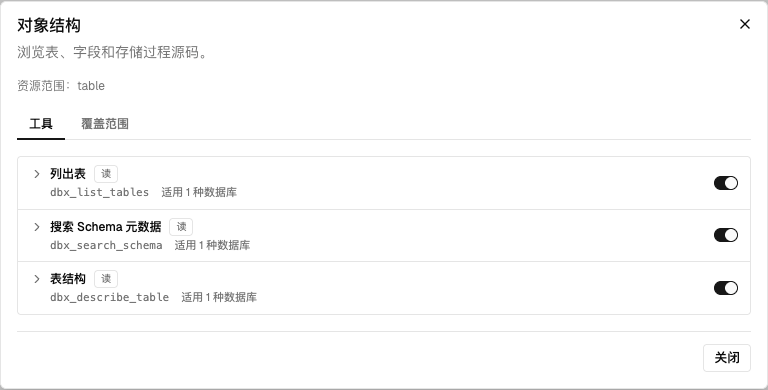 对象结构
浏览表、字段和存储过程源码。
资源范围：table
工具 覆盖范围
列出表 读
dbx_list_tables 适用 1 种数据库
搜索 Schema 元数据 读
dbx_search_schema 适用 1 种数据库
表结构 读
dbx_describe_table 适用 1 种数据库
关闭